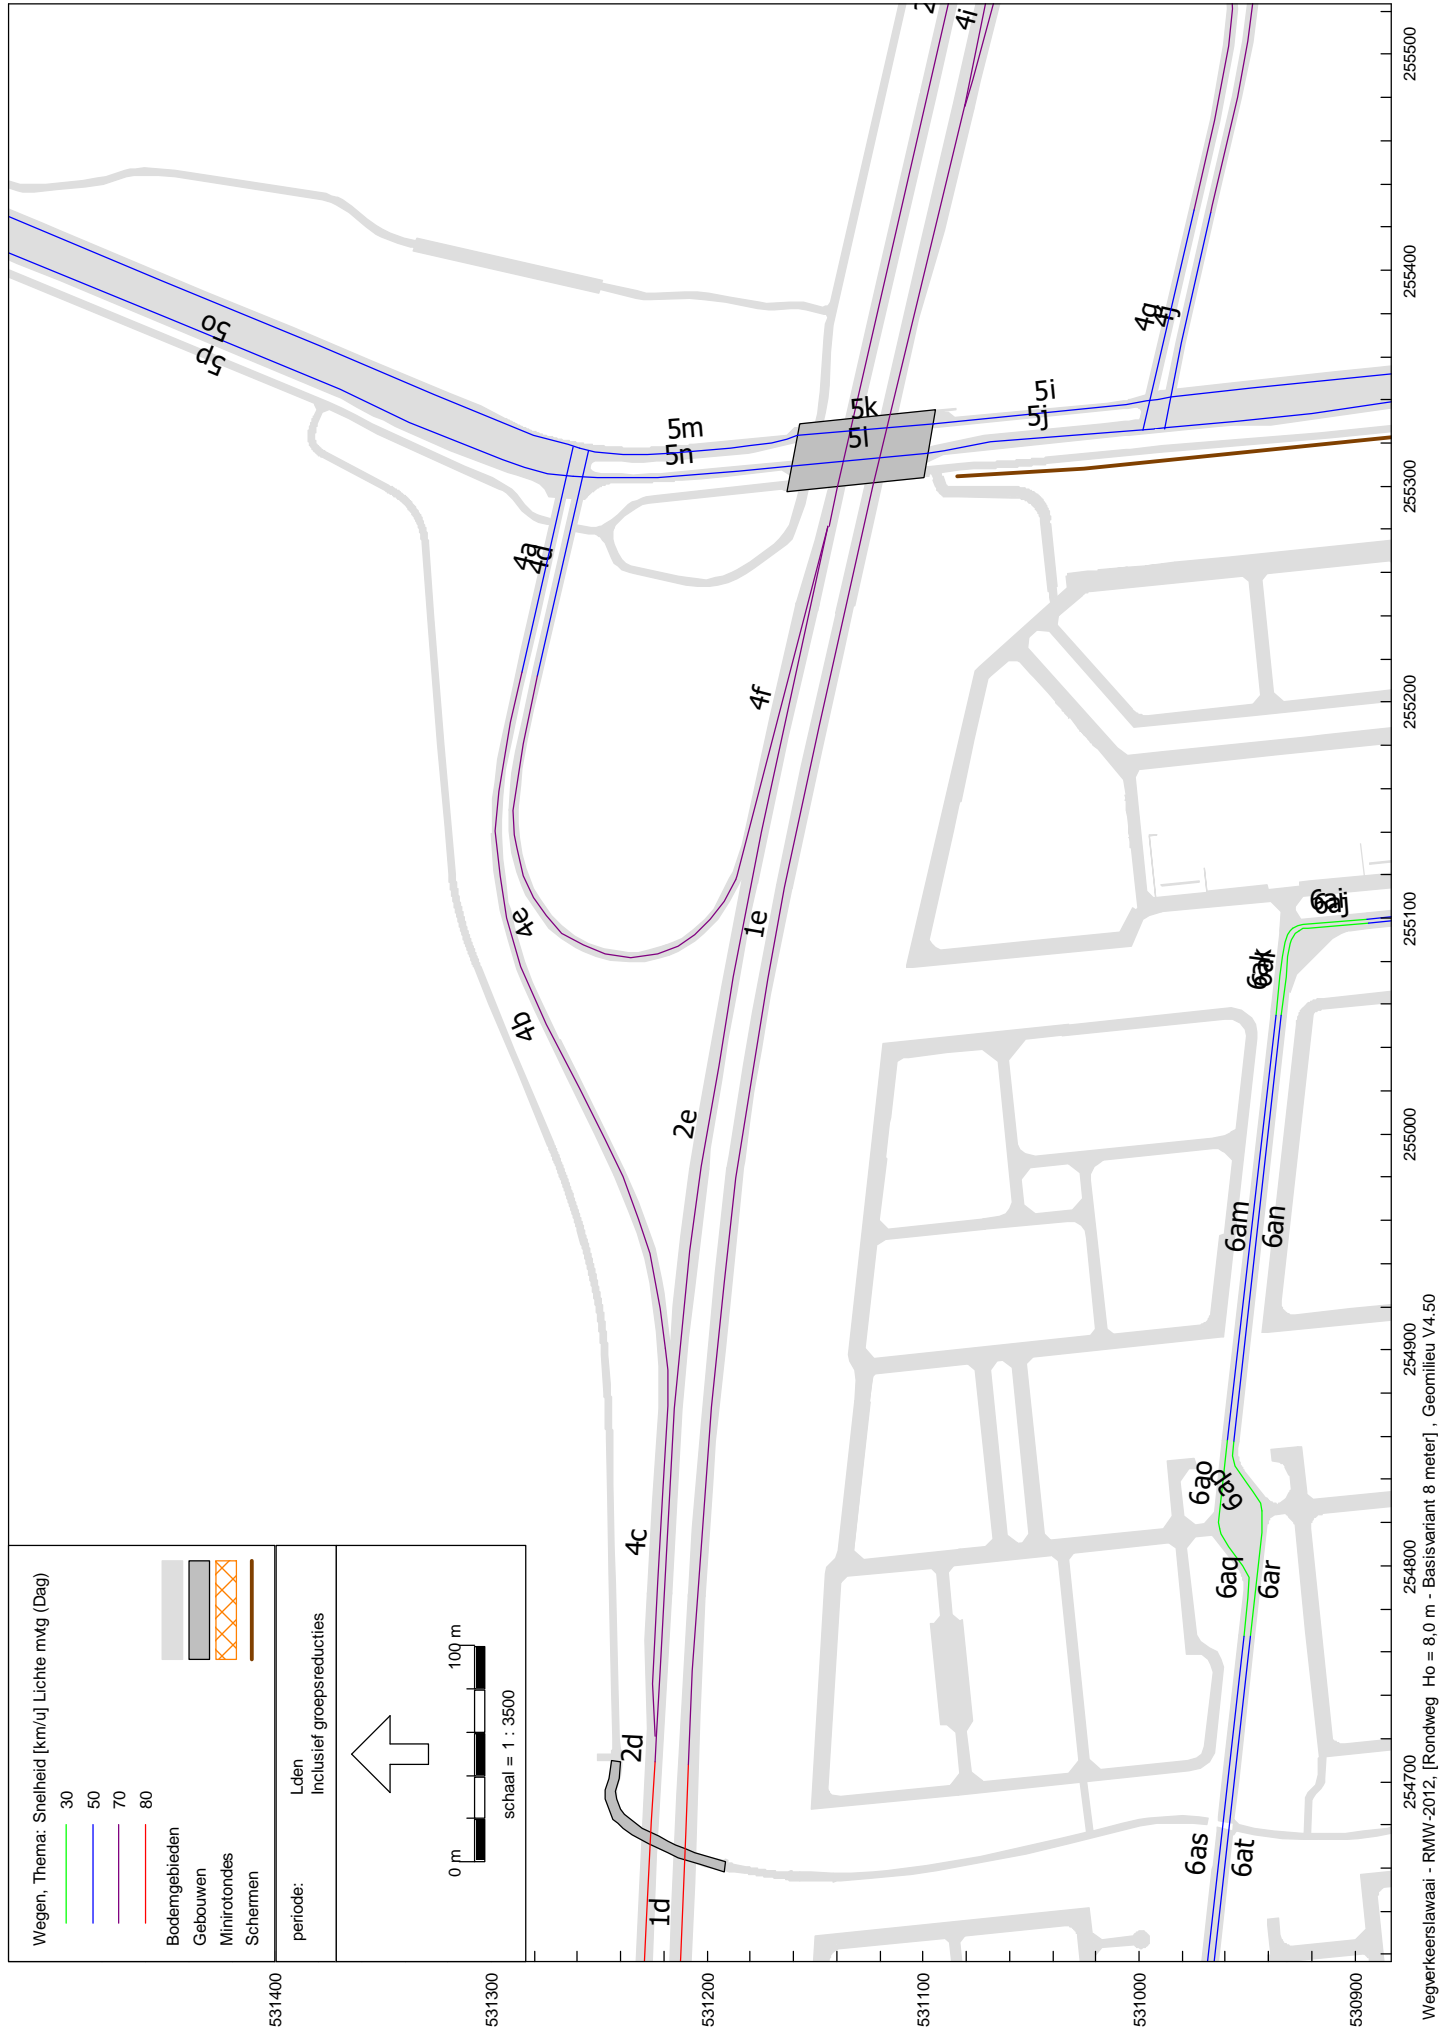 Wegen, Thema: Snelheid [km/u] Lichte mvtg (Dag)
30
50
70
80
Bodemgebieden
Gebouwen
Minirotondes
Schermen
periode:
Lden
Inclusief groepsreducties
0 m
100 m
schaal = 1 : 3500
531400
531300
531200
531100
531000
530900
254700
254800
254900
255000
255100
255200
255300
255400
255500
5p
5o
5m
5n
5k
5l
5i
5j
4a
4d
4g
4j
4i
4f
4e
4b
1e
2e
4c
2d
1d
6ai
6aj
6ak
6am
6an
6ao
6ap
6aq
6ar
6as
6at
Wegverkeerslawaai - RMW-2012, [Rondweg Ho = 8,0 m - Basisvariant 8 meter] , Geomilieu V4.50